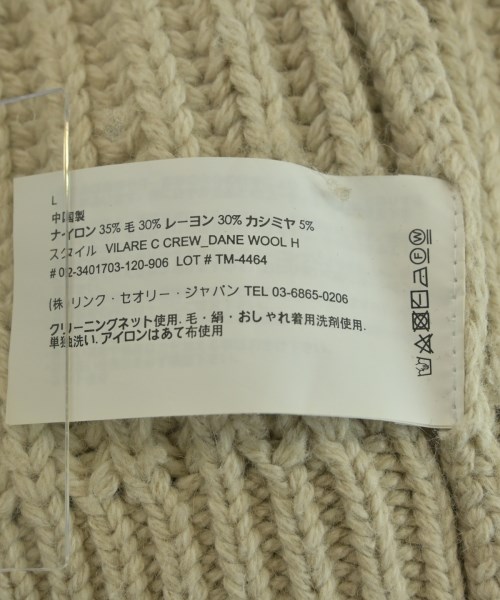 L
中国製
ナイロン 35% 毛 30% レーヨン 30% カシミヤ 5%
スタイル VILARE C CREW_DANE WOOL H
# 02-3401703-120-906 LOT # TM-4464
(株) リンク・セオリー・ジャパン TEL 03-6865-0206
クリーニングネット使用. 毛・絹・おしゃれ着用洗剤使用.
単独洗い. アイロンはあて布使用